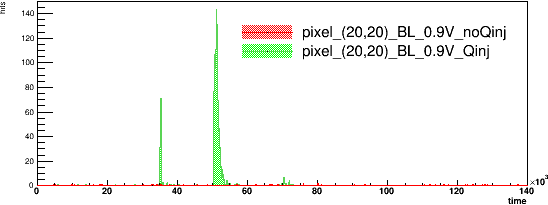 hits
pixel_(20,20)_BL_0.9V_noQinj
pixel_(20,20)_BL_0.9V_Qinj
140
120
100
80
60
40
20
0
0 20 40 60 80 100 120 140
×10³
time